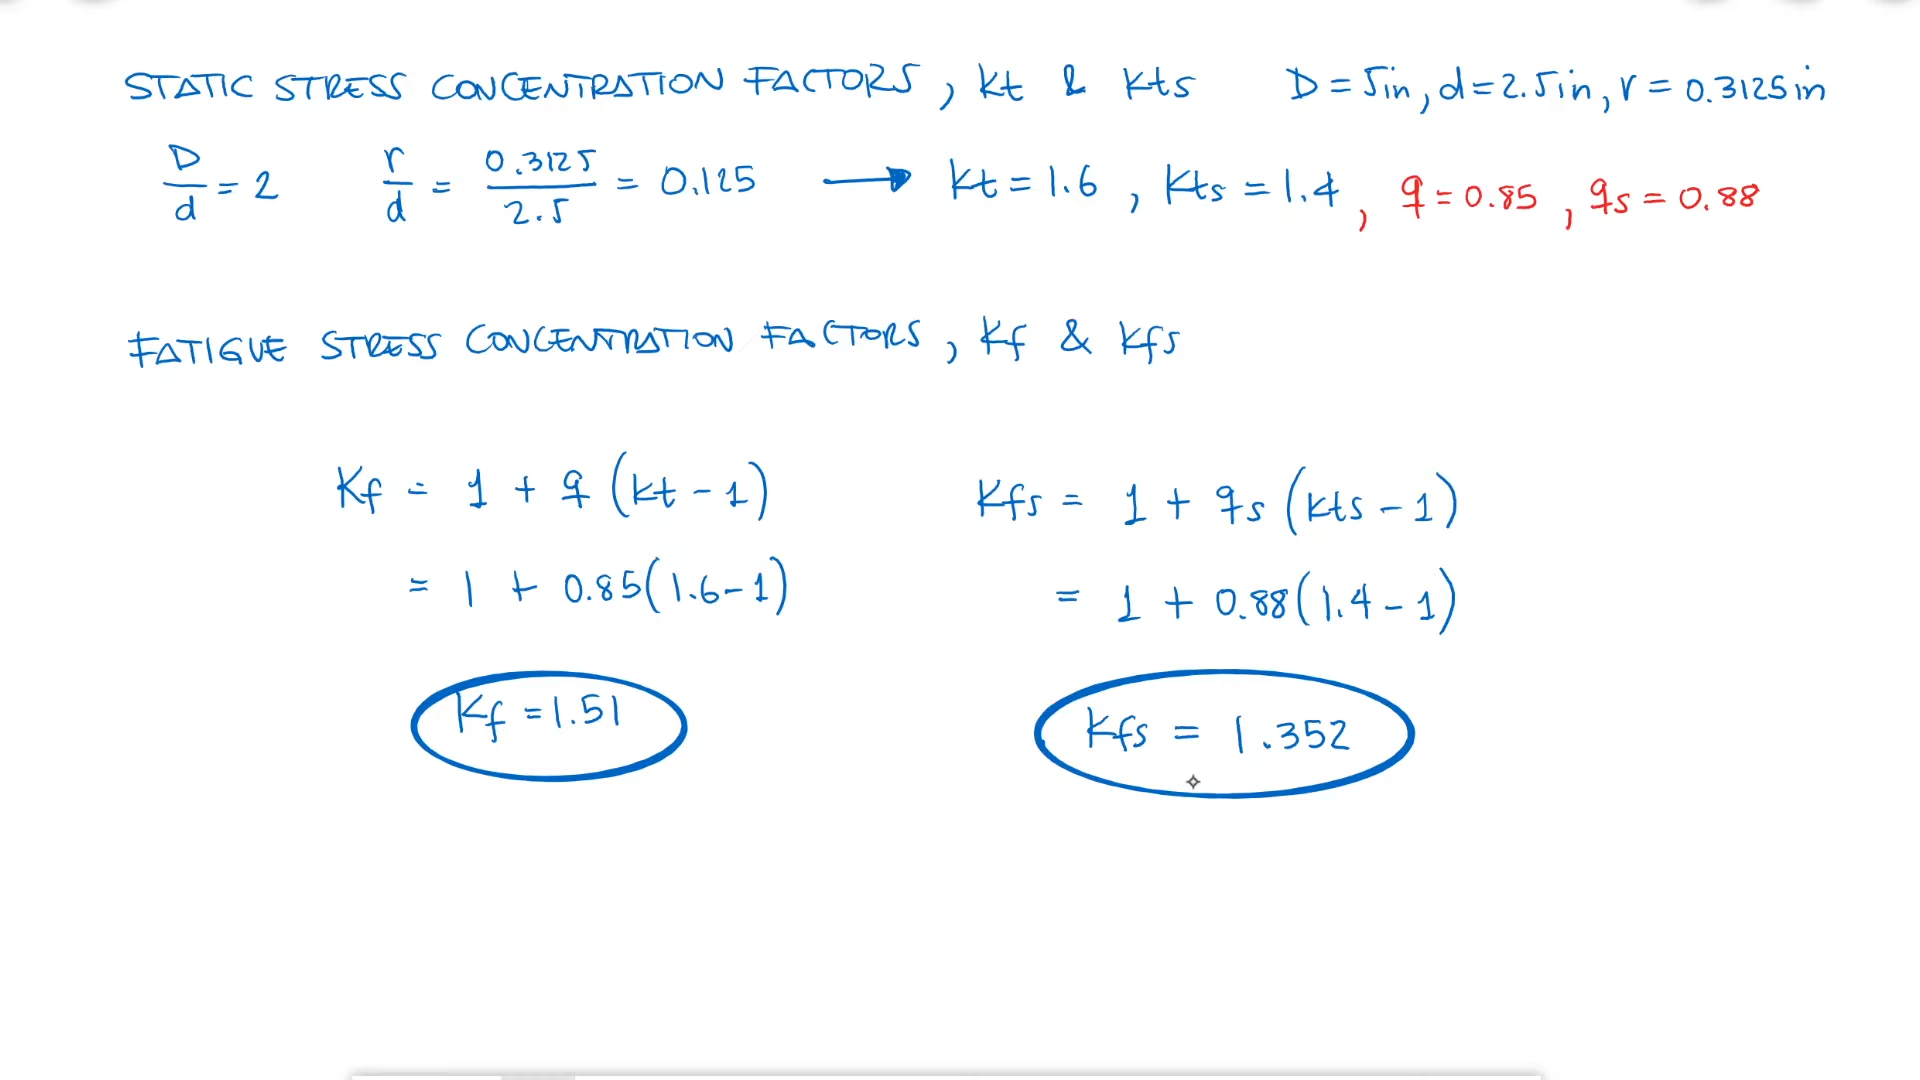 STATIC STRESS CONCENTRATION FACTORS, Kt & Kts D = 5in, d = 2.5in, r = 0.3125in
D/d = 2 r/d = 0.3125/2.5 = 0.125 → Kt = 1.6, Kts = 1.4, q = 0.85, qs = 0.88
FATIGUE STRESS CONCENTRATION FACTORS, Kf & Kfs
Kf = 1 + q (Kt - 1) Kfs = 1 + qs (Kts - 1)
= 1 + 0.85(1.6-1) = 1 + 0.88(1.4 - 1)
Kf = 1.51 Kfs = 1.352